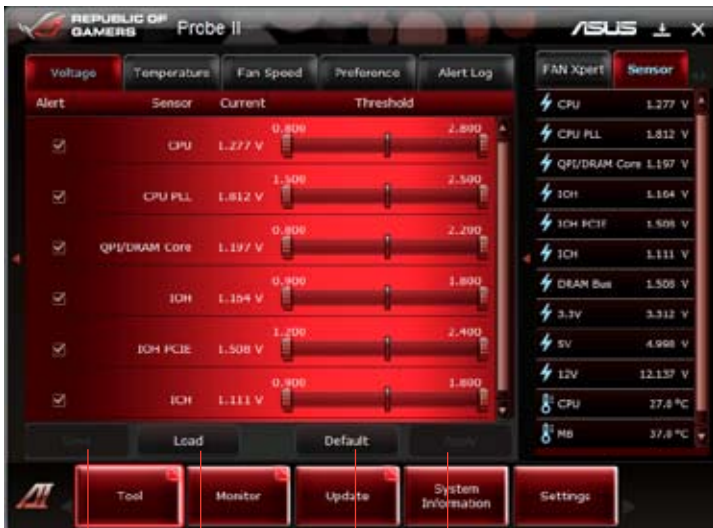 REPUBLIC OF GAMERS Probe II ASUS
Voltage Temperature Fan Speed Preference Alert Log
Alert Sensor Current Threshold
CPU 1.277 V 0.800 2.800
CPU PLL 1.812 V 1.500 2.500
QPI/DRAM Core 1.197 V 0.800 2.200
IOH 1.164 V 0.900 1.800
IOH PCIE 1.508 V 1.200 2.400
ICH 1.111 V 0.900 1.800
Save Load Default Apply
FAN Xpert Sensor
CPU 1.277 V
CPU PLL 1.812 V
QPI/DRAM Core 1.197 V
IOH 1.164 V
IOH PCIE 1.508 V
ICH 1.111 V
DRAM Bus 1.508 V
3.3V 3.312 V
5V 4.998 V
12V 12.137 V
CPU 27.0 °C
MB 37.0 °C
Tool Monitor Update System Information Settings